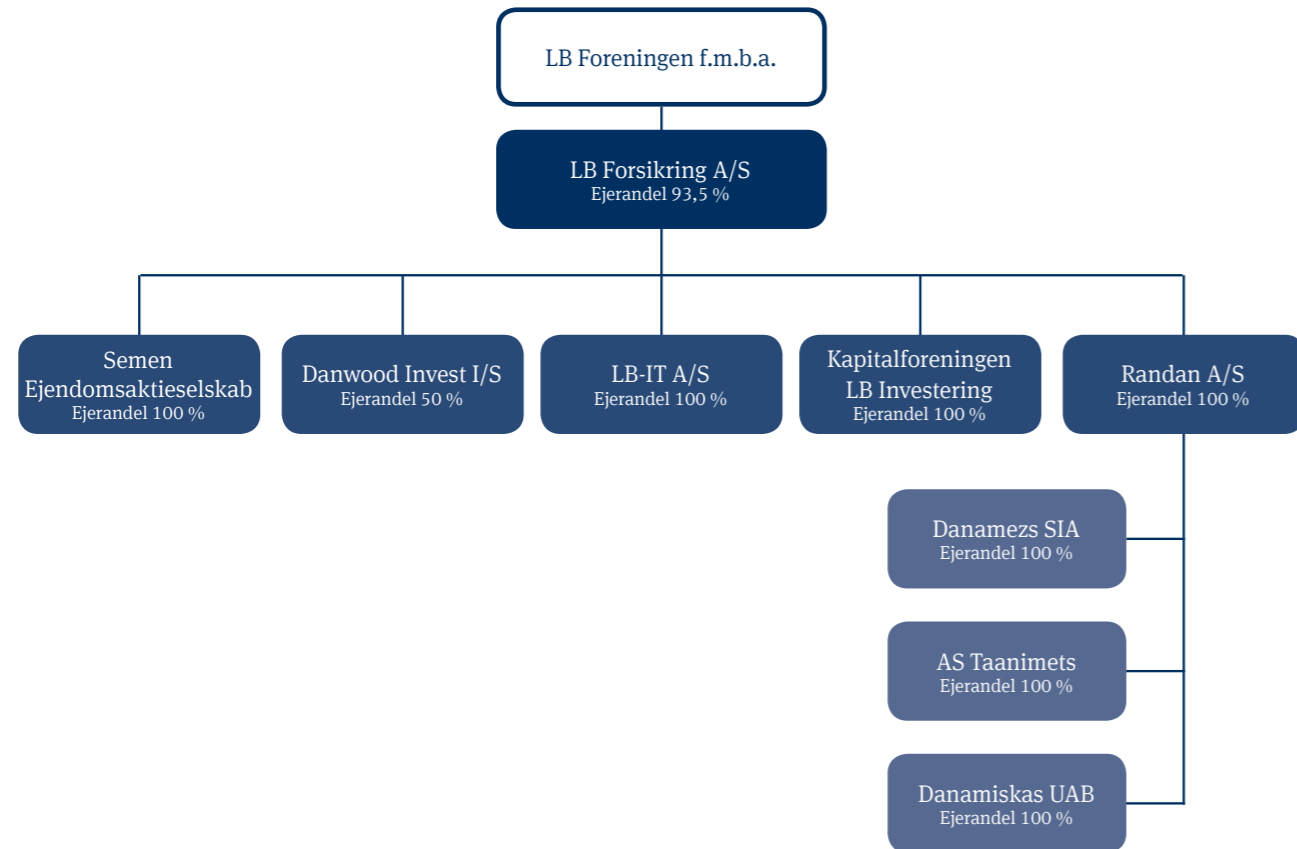 LB Foreningen f.m.b.a.
LB Forsikring A/S
Ejerandel 93,5 %
Semen
Ejendomsaktieselskab
Ejerandel 100 %
Danwood Invest I/S
Ejerandel 50 %
LB-IT A/S
Ejerandel 100 %
Kapitalforeningen
LB Investering
Ejerandel 100 %
Randan A/S
Ejerandel 100 %
Danamezs SIA
Ejerandel 100 %
AS Taanimets
Ejerandel 100 %
Danamiskas UAB
Ejerandel 100 %